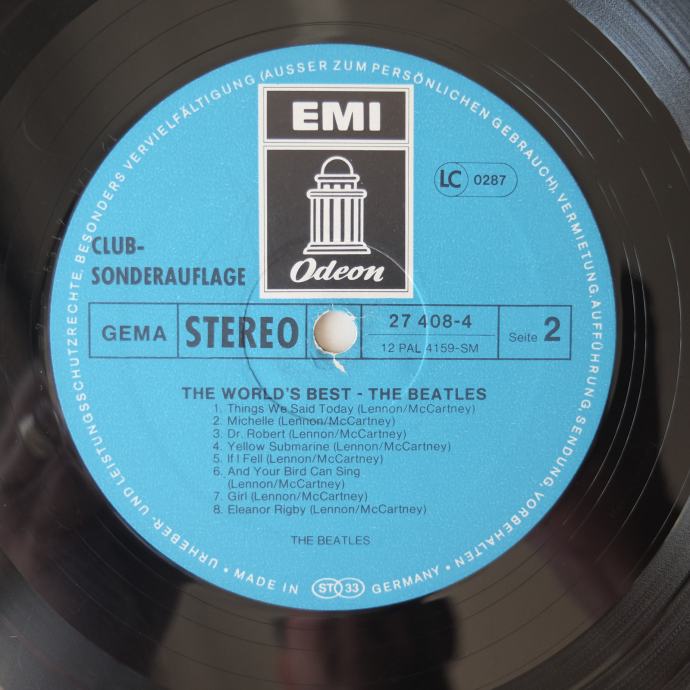 URHEBER- UND LEISTUNGSSCHUTZRECHTE, BESONDERS VERVIELFÄLTIGUNG (AUSSER ZUM PERSÖNLICHEN GEBRAUCH), VERMIETUNG, AUFFÜHRUNG, SENDUNG, VORBEHALTEN •
EMI
LC 0287
Odeon
CLUB-
SONDERAUFLAGE
GEMA
STEREO
27 408-4
12 PAL 4159-SM
Seite 2
THE WORLD'S BEST - THE BEATLES
1. Things We Said Today (Lennon/McCartney)
2. Michelle (Lennon/McCartney)
3. Dr. Robert (Lennon/McCartney)
4. Yellow Submarine (Lennon/McCartney)
5. If I Fell (Lennon/McCartney)
6. And Your Bird Can Sing
(Lennon/McCartney)
7. Girl (Lennon/McCartney)
8. Eleanor Rigby (Lennon/McCartney)
THE BEATLES
• MADE IN ST 33 GERMANY •